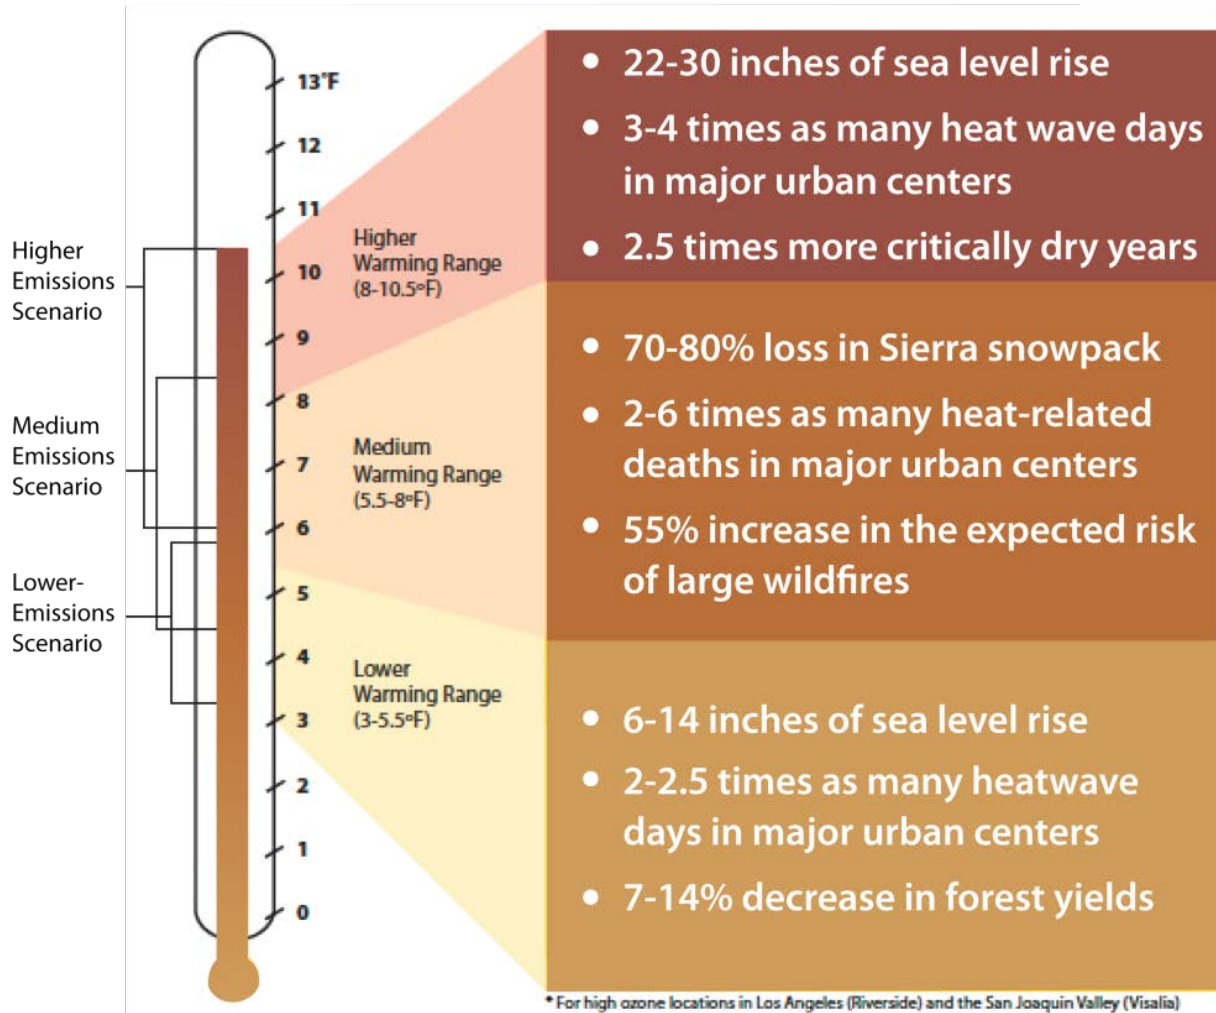 13°F
12
11
10
9
8
7
6
5
4
3
2
1
0
Higher
Emissions
Scenario
Medium
Emissions
Scenario
Lower-
Emissions
Scenario
Higher
Warming Range
(8-10.5ºF)
Medium
Warming Range
(5.5-8ºF)
Lower
Warming Range
(3-5.5ºF)
• 22-30 inches of sea level rise
• 3-4 times as many heat wave days
in major urban centers
• 2.5 times more critically dry years
• 70-80% loss in Sierra snowpack
• 2-6 times as many heat-related
deaths in major urban centers
• 55% increase in the expected risk
of large wildfires
• 6-14 inches of sea level rise
• 2-2.5 times as many heatwave
days in major urban centers
• 7-14% decrease in forest yields
* For high ozone locations in Los Angeles (Riverside) and the San Joaquin Valley (Visalia)